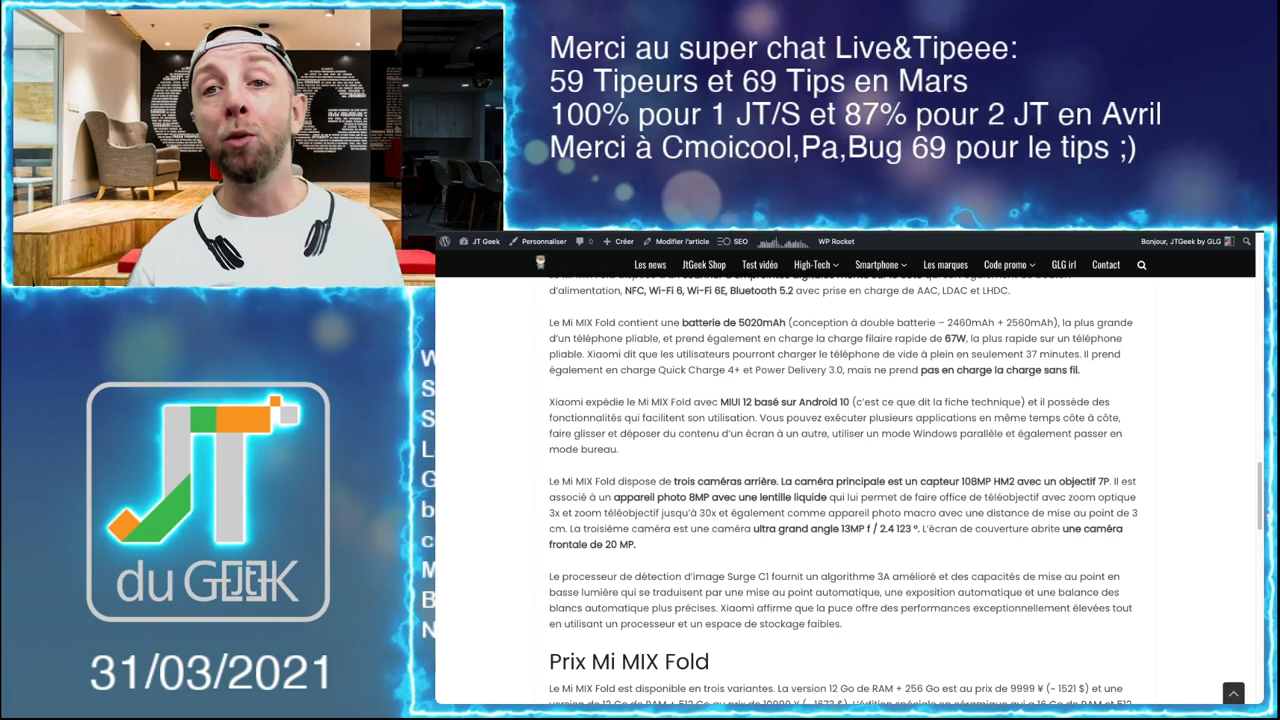 Merci au super chat Live&Tipeee:
59 Tipeurs et 69 Tips en Mars
100% pour 1 JT/S et 87% pour 2 JT en Avril
Merci à Cmoicool,Pa,Bug 69 pour le tips ;)
JT Geek Personnaliser 0 Créer Modifier l'article SEO WP Rocket Bonjour, JTGeek by GLG
Les news JtGeek Shop Test vidéo High-Tech Smartphone Les marques Code promo GLG irl Contact
d'alimentation, NFC, Wi-Fi 6, Wi-Fi 6E, Bluetooth 5.2 avec prise en charge de AAC, LDAC et LHDC.
Le Mi MIX Fold contient une batterie de 5020mAh (conception à double batterie – 2460mAh + 2560mAh), la plus grande
d'un téléphone pliable, et prend également en charge la charge filaire rapide de 67W, la plus rapide sur un téléphone
pliable. Xiaomi dit que les utilisateurs pourront charger le téléphone de vide à plein en seulement 37 minutes. Il prend
également en charge Quick Charge 4+ et Power Delivery 3.0, mais ne prend pas en charge la charge sans fil.
Xiaomi expédie le Mi MIX Fold avec MIUI 12 basé sur Android 10 (c'est ce que dit la fiche technique) et il possède des
fonctionnalités qui facilitent son utilisation. Vous pouvez exécuter plusieurs applications en même temps côte à côte,
faire glisser et déposer du contenu d'un écran à un autre, utiliser un mode Windows parallèle et également passer en
mode bureau.
Le Mi MIX Fold dispose de trois caméras arrière. La caméra principale est un capteur 108MP HM2 avec un objectif 7P. Il est
associé à un appareil photo 8MP avec une lentille liquide qui lui permet de faire office de téléobjectif avec zoom optique
3x et zoom téléobjectif jusqu'à 30x et également comme appareil photo macro avec une distance de mise au point de 3
cm. La troisième caméra est une caméra ultra grand angle 13MP f / 2.4 123 °. L'écran de couverture abrite une caméra
frontale de 20 MP.
Le processeur de détection d'image Surge C1 fournit un algorithme 3A amélioré et des capacités de mise au point en
basse lumière qui se traduisent par une mise au point automatique, une exposition automatique et une balance des
blancs automatique plus précises. Xiaomi affirme que la puce offre des performances exceptionnellement élevées tout
en utilisant un processeur et un espace de stockage faibles.
Prix Mi MIX Fold
Le Mi MIX Fold est disponible en trois variantes. La version 12 Go de RAM + 256 Go est au prix de 9999 ¥ (~ 1521 $) et une
JT
du GEEK
31/03/2021